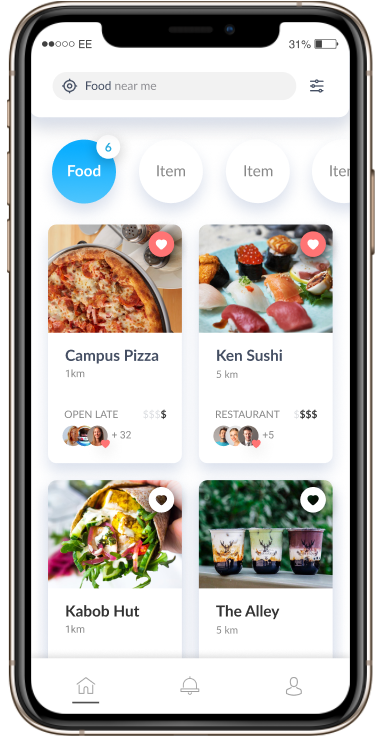 ●●○○○ EE 31%
Food near me
6
Food Item Item Iter
Campus Pizza
1km
OPEN LATE $$$$
+ 32
Ken Sushi
5 km
RESTAURANT $$$$
+5
Kabob Hut
1km
The Alley
5 km